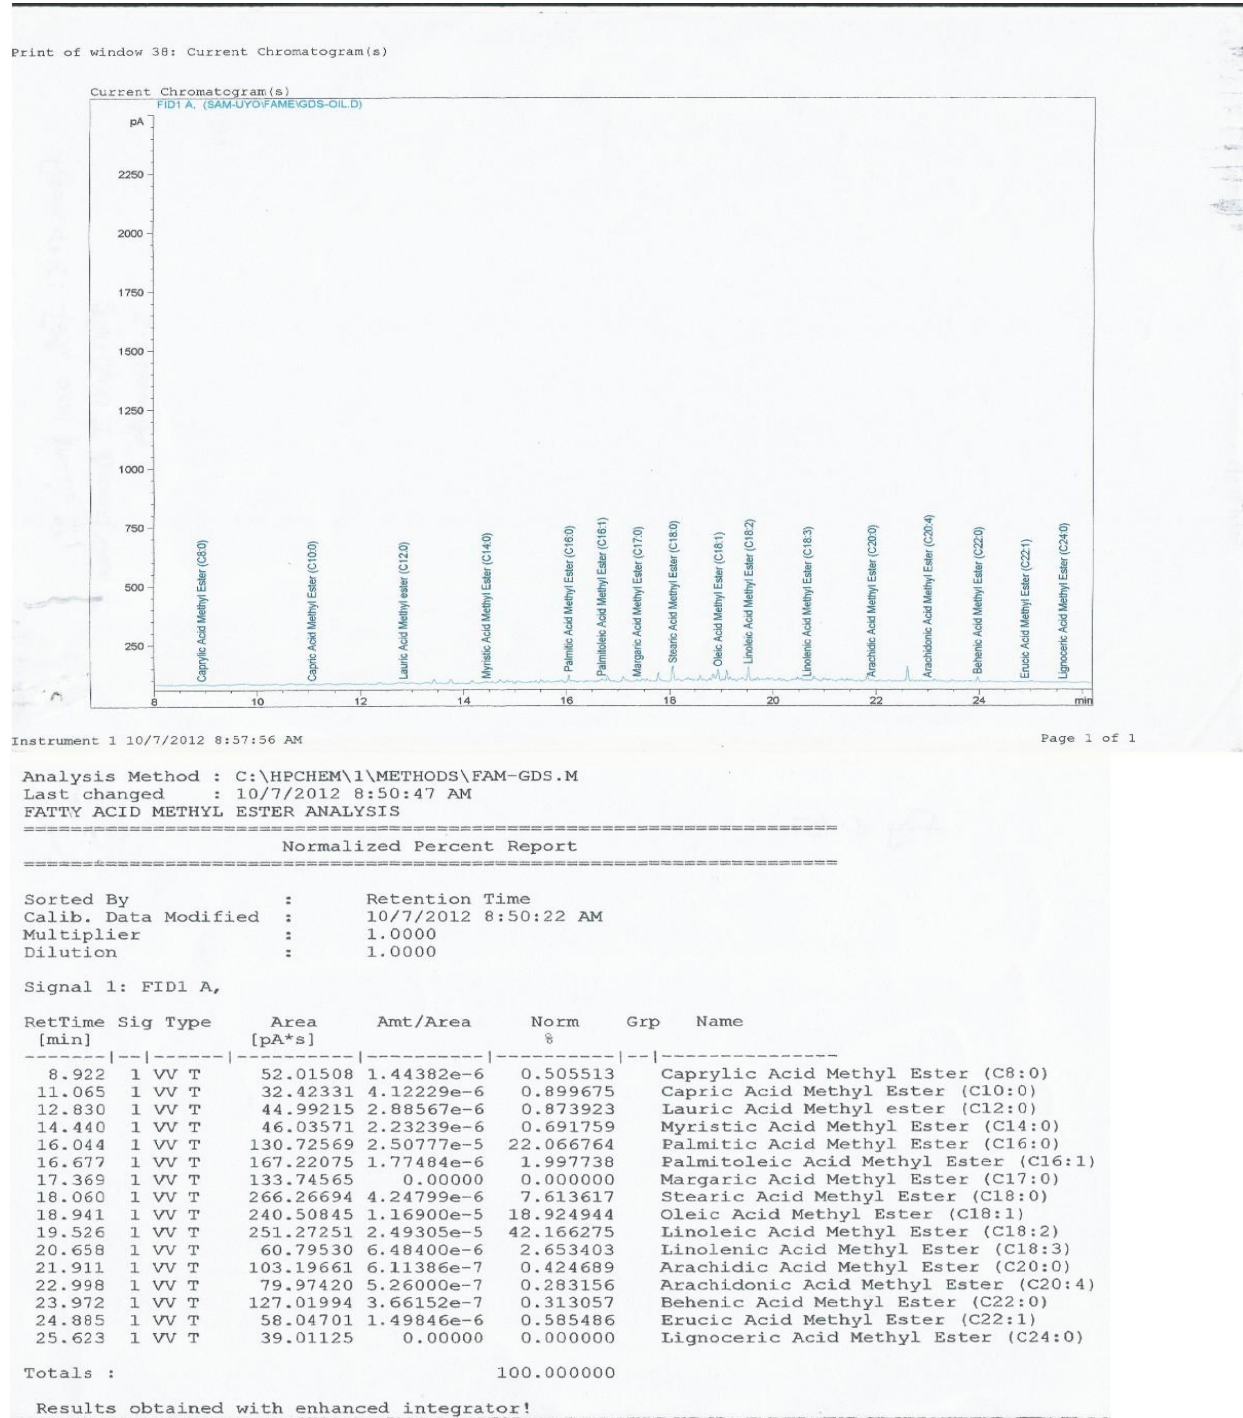 Print of window 38: Current Chromatogram(s)
Current Chromatogram(s)
FID1 A, (SAM-UYO\FAME\GDS-OIL.D)
pA
2250
2000
1750
1500
1250
1000
750
500
250
Caprylic Acid Methyl Ester (C8:0)
Capric Acid Methyl Ester (C10:0)
Lauric Acid Methyl ester (C12:0)
Myristic Acid Methyl Ester (C14:0)
Palmitic Acid Methyl Ester (C16:0)
Palmitoleic Acid Methyl Ester (C16:1)
Margaric Acid Methyl Ester (C17:0)
Stearic Acid Methyl Ester (C18:0)
Oleic Acid Methyl Ester (C18:1)
Linoleic Acid Methyl Ester (C18:2)
Linolenic Acid Methyl Ester (C18:3)
Arachidic Acid Methyl Ester (C20:0)
Arachidonic Acid Methyl Ester (C20:4)
Behenic Acid Methyl Ester (C22:0)
Erucic Acid Methyl Ester (C22:1)
Lignoceric Acid Methyl Ester (C24:0)
8 10 12 14 16 18 20 22 24 min
Instrument 1 10/7/2012 8:57:56 AM Page 1 of 1
Analysis Method : C:\HPCHEM\1\METHODS\FAM-GDS.M
Last changed : 10/7/2012 8:50:47 AM
FATTY ACID METHYL ESTER ANALYSIS
Normalized Percent Report
Sorted By : Retention Time
Calib. Data Modified : 10/7/2012 8:50:22 AM
Multiplier : 1.0000
Dilution : 1.0000
Signal 1: FID1 A,
RetTime Sig Type Area Amt/Area Norm Grp Name
[min] [pA*s] %
8.922 1 VV T 52.01508 1.44382e-6 0.505513 Caprylic Acid Methyl Ester (C8:0)
11.065 1 VV T 32.42331 4.12229e-6 0.899675 Capric Acid Methyl Ester (C10:0)
12.830 1 VV T 44.99215 2.88567e-6 0.873923 Lauric Acid Methyl ester (C12:0)
14.440 1 VV T 46.03571 2.23239e-6 0.691759 Myristic Acid Methyl Ester (C14:0)
16.044 1 VV T 130.72569 2.50777e-5 22.066764 Palmitic Acid Methyl Ester (C16:0)
16.677 1 VV T 167.22075 1.77484e-6 1.997738 Palmitoleic Acid Methyl Ester (C16:1)
17.369 1 VV T 133.74565 0.00000 0.000000 Margaric Acid Methyl Ester (C17:0)
18.060 1 VV T 266.26694 4.24799e-6 7.613617 Stearic Acid Methyl Ester (C18:0)
18.941 1 VV T 240.50845 1.16900e-5 18.924944 Oleic Acid Methyl Ester (C18:1)
19.526 1 VV T 251.27251 2.49305e-5 42.166275 Linoleic Acid Methyl Ester (C18:2)
20.658 1 VV T 60.79530 6.48400e-6 2.653403 Linolenic Acid Methyl Ester (C18:3)
21.911 1 VV T 103.19661 6.11386e-7 0.424689 Arachidic Acid Methyl Ester (C20:0)
22.998 1 VV T 79.97420 5.26000e-7 0.283156 Arachidonic Acid Methyl Ester (C20:4)
23.972 1 VV T 127.01994 3.66152e-7 0.313057 Behenic Acid Methyl Ester (C22:0)
24.885 1 VV T 58.04701 1.49846e-6 0.585486 Erucic Acid Methyl Ester (C22:1)
25.623 1 VV T 39.01125 0.00000 0.000000 Lignoceric Acid Methyl Ester (C24:0)
Totals : 100.000000
Results obtained with enhanced integrator!